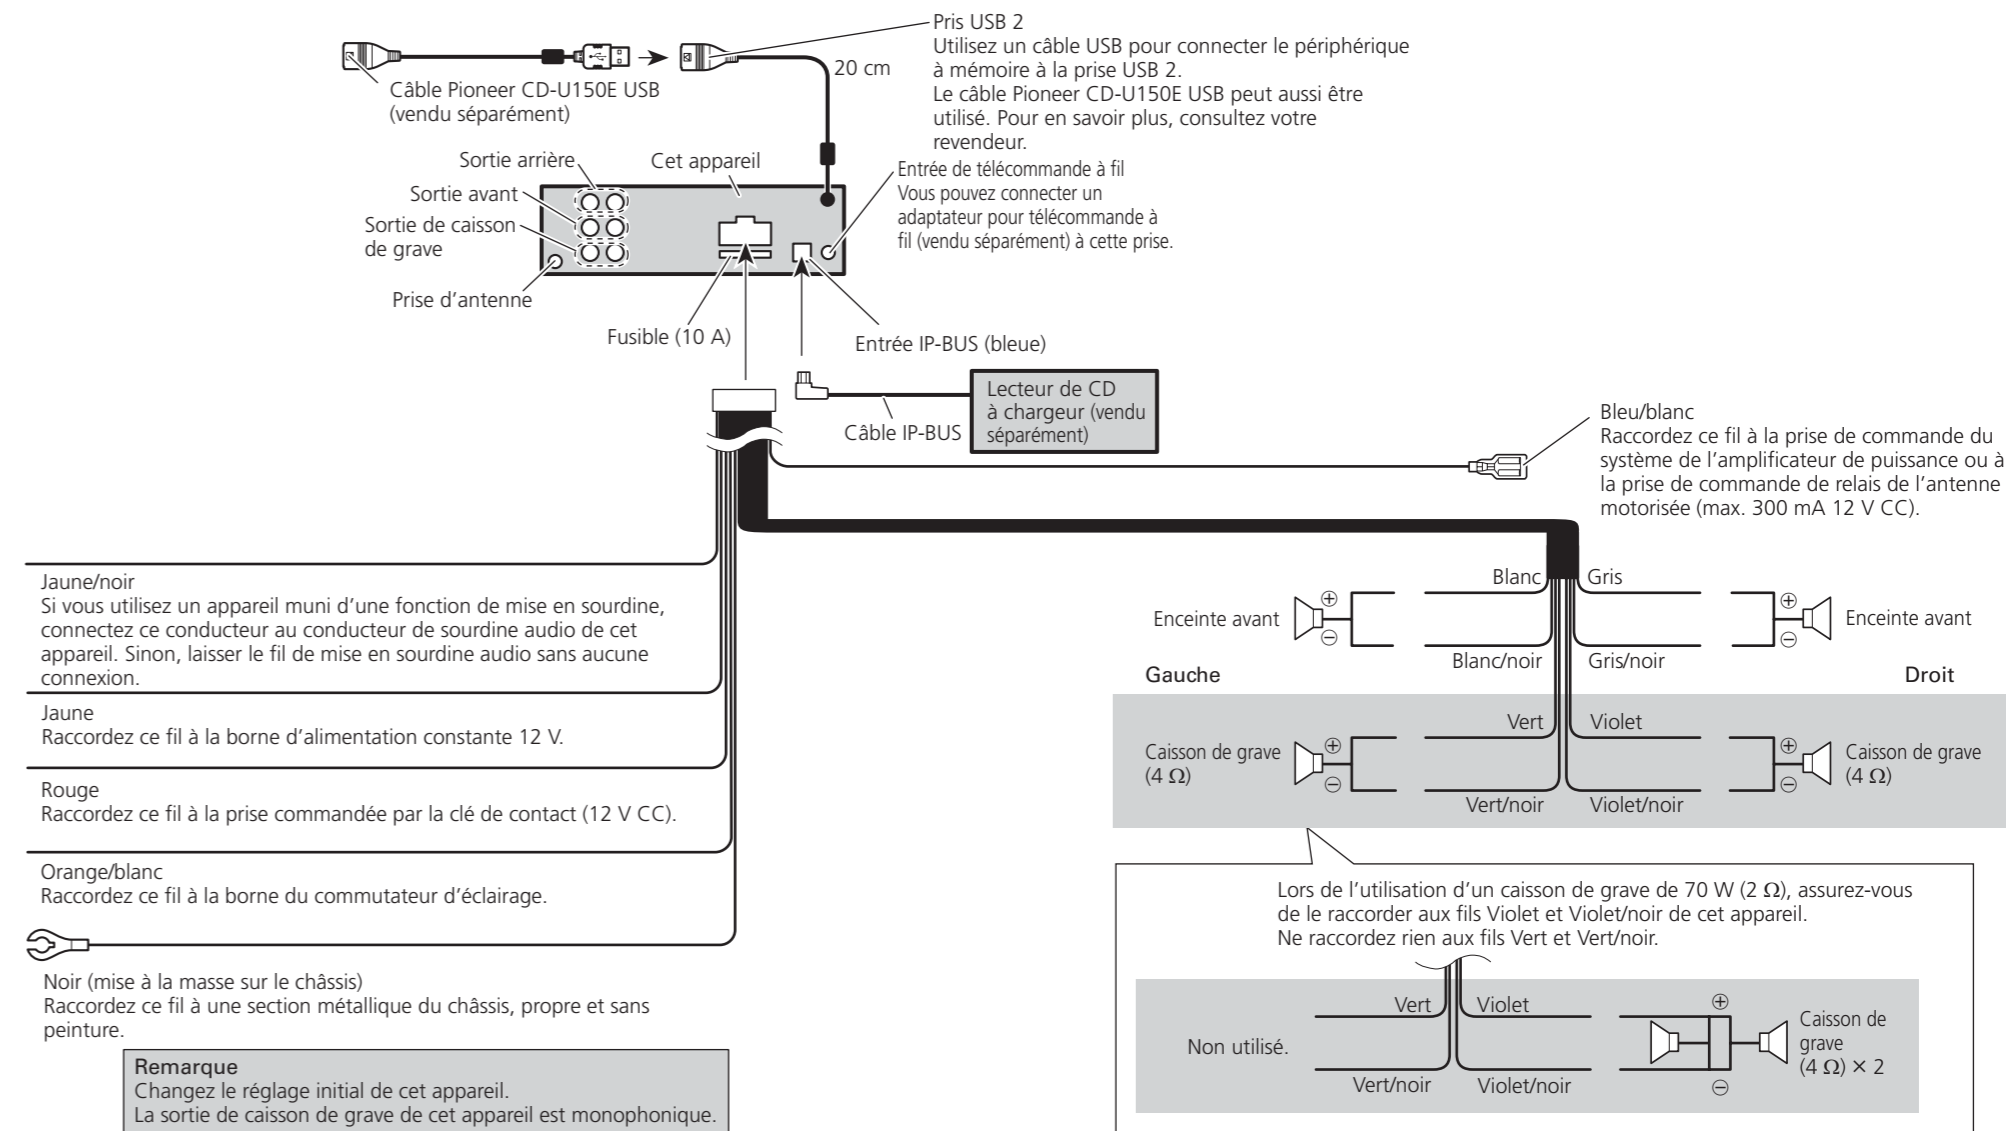 Pris USB 2
Utilisez un câble USB pour connecter le périphérique
à mémoire à la prise USB 2.
Le câble Pioneer CD-U150E USB peut aussi être
utilisé. Pour en savoir plus, consultez votre
revendeur.
20 cm
Câble Pioneer CD-U150E USB
(vendu séparément)
Sortie arrière
Cet appareil
Entrée de télécommande à fil
Vous pouvez connecter un
adaptateur pour télécommande à
fil (vendu séparément) à cette prise.
Sortie avant
Sortie de caisson
de grave
Prise d’antenne
Fusible (10 A)
Entrée IP-BUS (bleue)
Lecteur de CD
à chargeur (vendu
séparément)
Câble IP-BUS
Bleu/blanc
Raccordez ce fil à la prise de commande du
système de l’amplificateur de puissance ou à
la prise de commande de relais de l’antenne
motorisée (max. 300 mA 12 V CC).
Jaune/noir
Si vous utilisez un appareil muni d’une fonction de mise en sourdine,
connectez ce conducteur au conducteur de sourdine audio de cet
appareil. Sinon, laisser le fil de mise en sourdine audio sans aucune
connexion.
Jaune
Raccordez ce fil à la borne d’alimentation constante 12 V.
Rouge
Raccordez ce fil à la prise commandée par la clé de contact (12 V CC).
Orange/blanc
Raccordez ce fil à la borne du commutateur d’éclairage.
Noir (mise à la masse sur le châssis)
Raccordez ce fil à une section métallique du châssis, propre et sans
peinture.
Remarque
Changez le réglage initial de cet appareil.
La sortie de caisson de grave de cet appareil est monophonique.
Blanc
Gris
Enceinte avant
⊕
⊖
⊕
⊖
Enceinte avant
Blanc/noir
Gris/noir
Gauche
Droit
Vert
Violet
Caisson de grave
(4 Ω)
⊕
⊖
⊕
⊖
Caisson de grave
(4 Ω)
Vert/noir
Violet/noir
Lors de l’utilisation d’un caisson de grave de 70 W (2 Ω), assurez-vous
de le raccorder aux fils Violet et Violet/noir de cet appareil.
Ne raccordez rien aux fils Vert et Vert/noir.
Vert
Violet
⊕
Non utilisé.
Caisson de
grave
(4 Ω) × 2
Vert/noir
Violet/noir
⊖